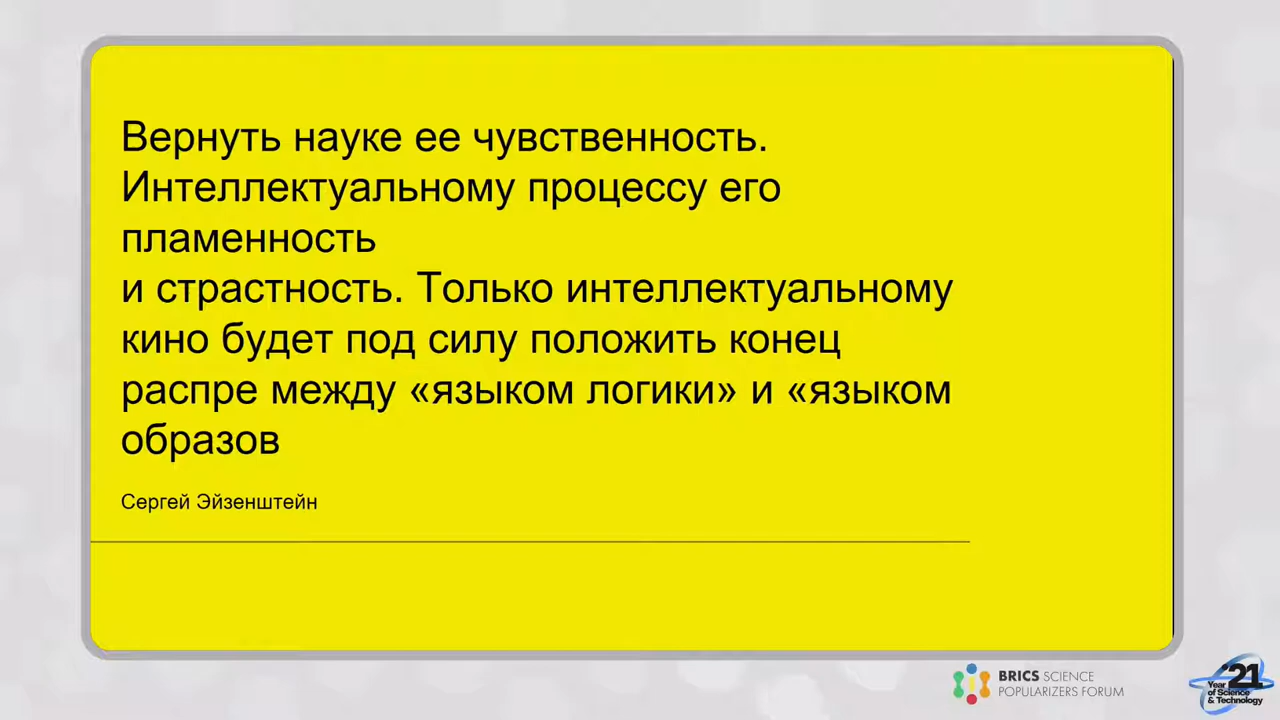 Вернуть науке ее чувственность.
Интеллектуальному процессу его
пламенность
и страстность. Только интеллектуальному
кино будет под силу положить конец
распре между «языком логики» и «языком
образов
Сергей Эйзенштейн
BRICS SCIENCE
POPULARIZERS FORUM
'21
Year
of Science
& Technology